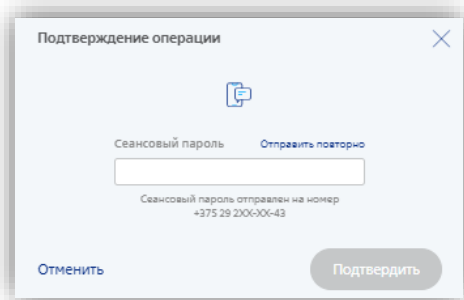 Подтверждение операции
Сеансовый пароль Отправить повторно
Сеансовый пароль отправлен на номер
+375 29 2XX-XX-43
Отменить Подтвердить